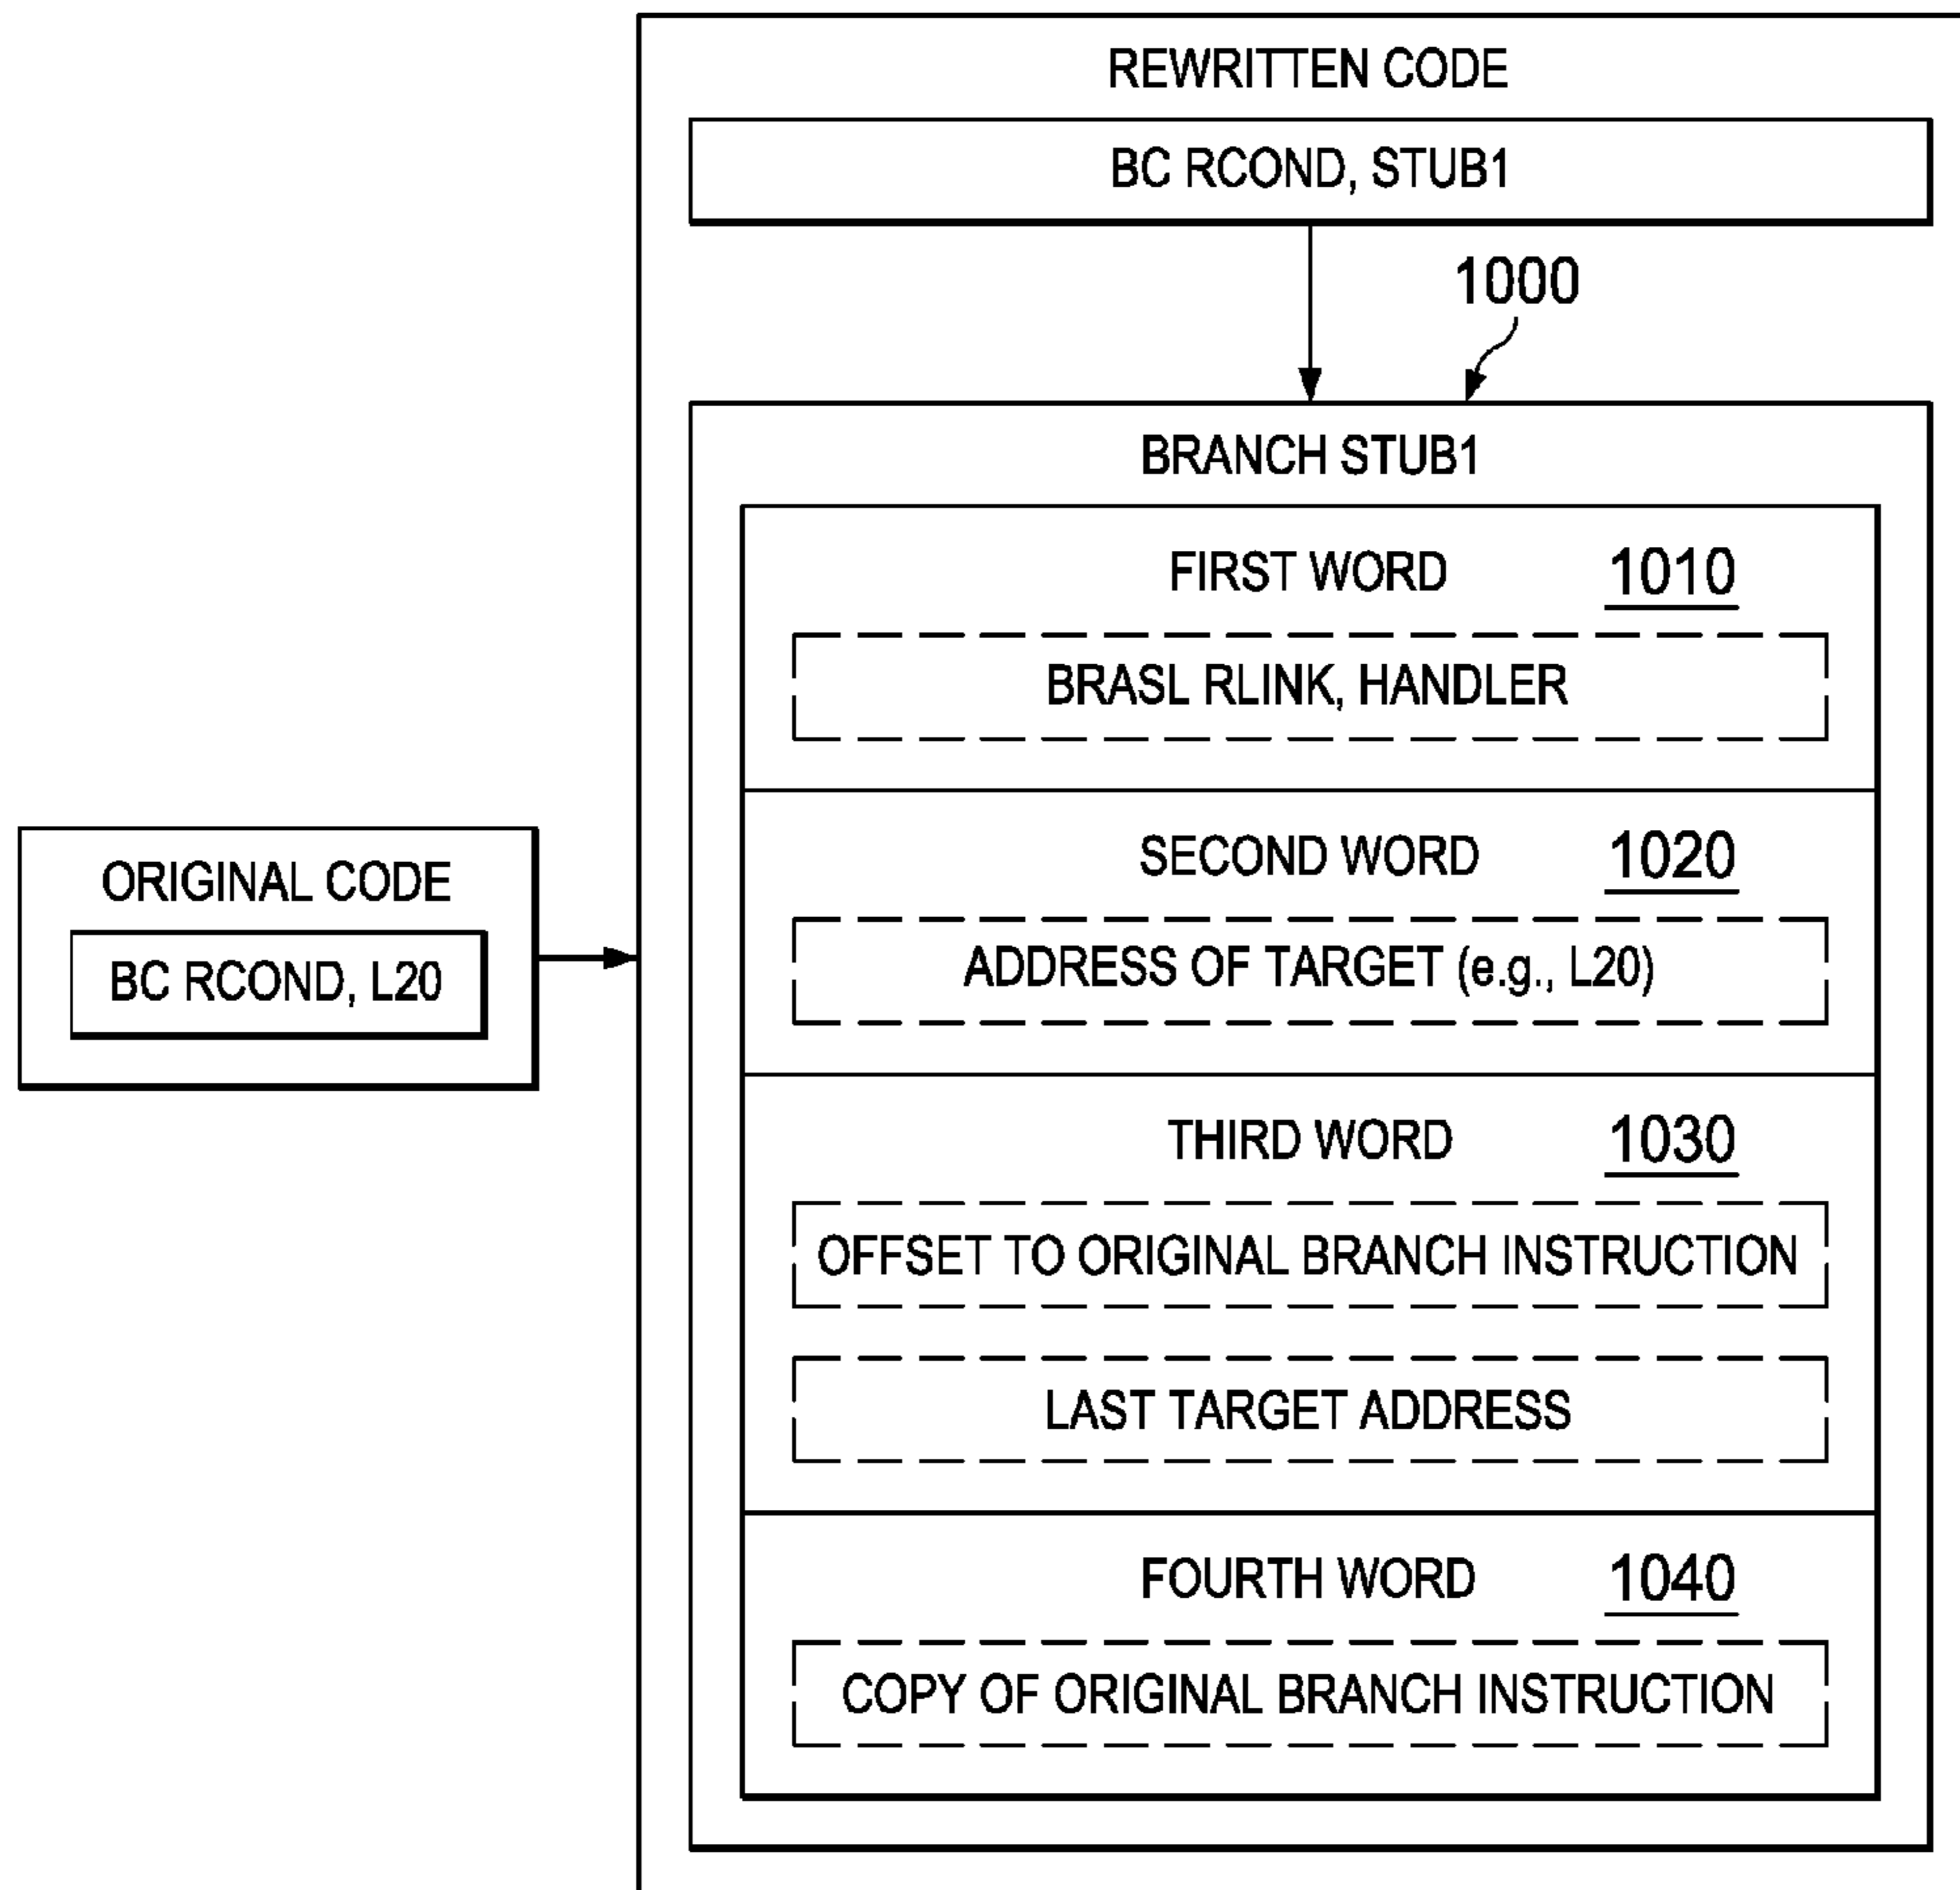 REWRITTEN CODE
BC RCOND, STUB1
1000
BRANCH STUB1
FIRST WORD 1010
BRASL RLINK, HANDLER
SECOND WORD 1020
ADDRESS OF TARGET (e.g., L20)
ORIGINAL CODE
BC RCOND, L20
THIRD WORD 1030
OFFSET TO ORIGINAL BRANCH INSTRUCTION
LAST TARGET ADDRESS
FOURTH WORD 1040
COPY OF ORIGINAL BRANCH INSTRUCTION